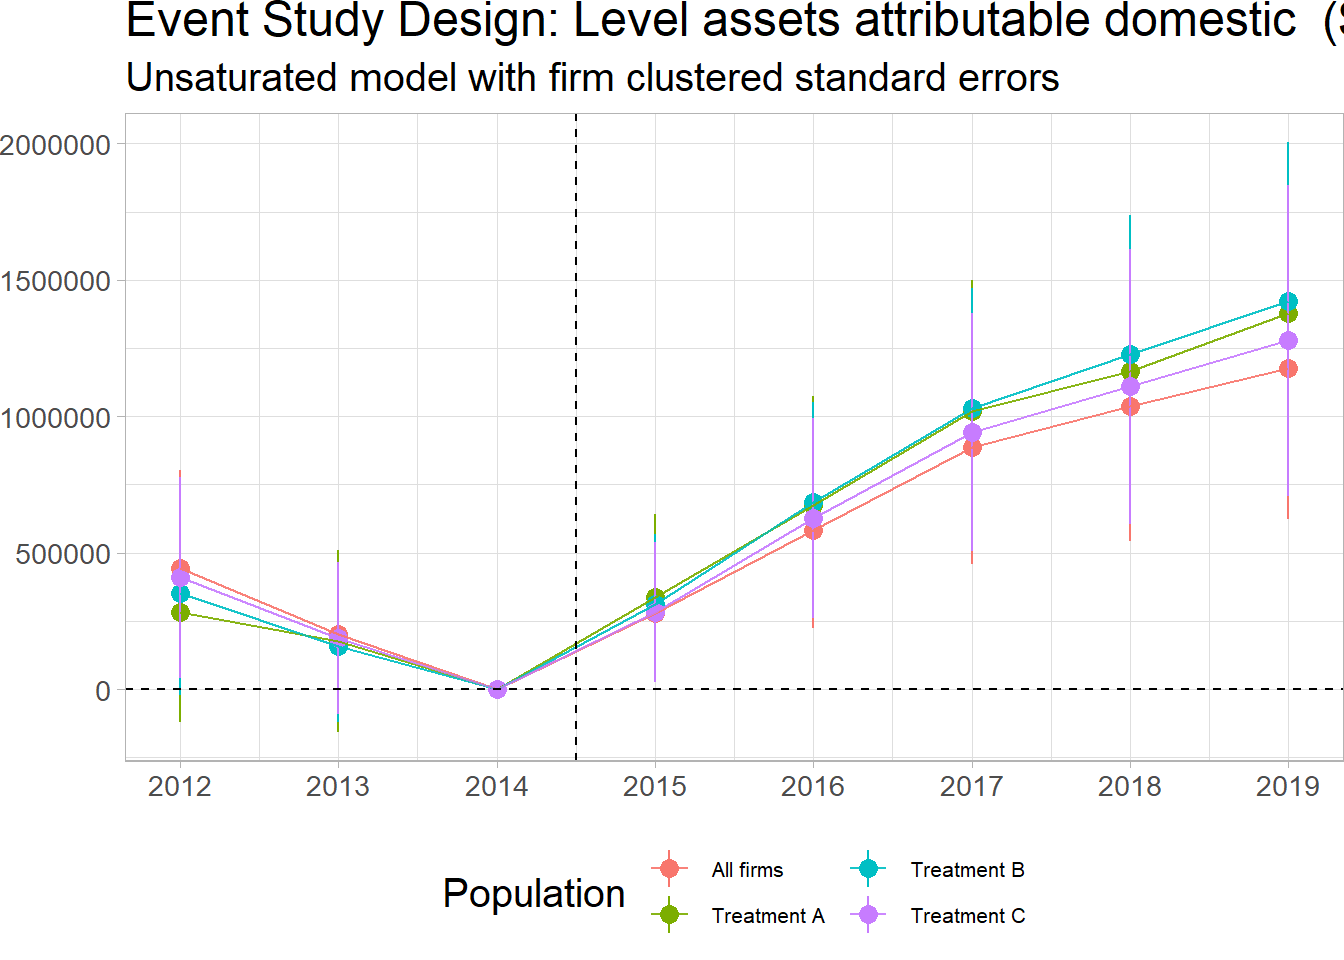 Event Study Design: Level assets attributable domestic (
Unsaturated model with firm clustered standard errors
2000000
1500000
1000000
500000
0
2012 2013 2014 2015 2016 2017 2018 2019
Population
All firms
Treatment B
Treatment A
Treatment C